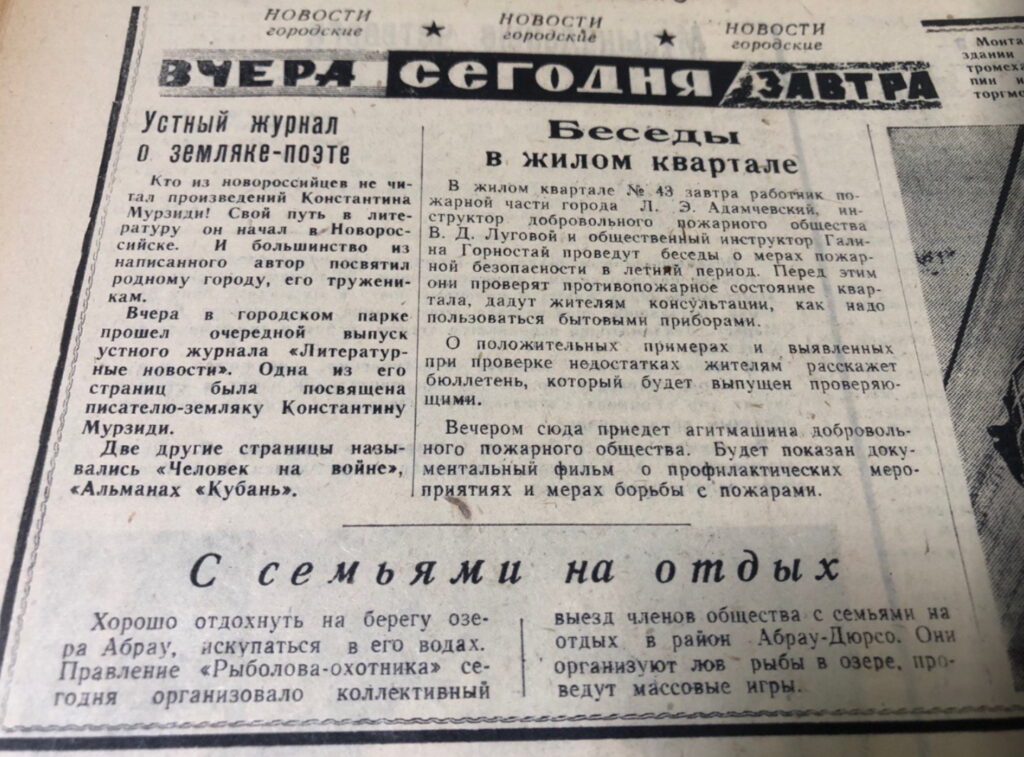 НОВОСТИ
городские
НОВОСТИ
городские
НОВОСТИ
городские
ВЧЕРА СЕГОДНЯ ЗАВТРА
Устный журнал
о земляке-поэте
Кто из новороссийцев не чи-
тал произведений Константина
Мурзиди! Свой путь в лите-
ратуру он начал в Новорос-
сийске. И большинство из
написанного автор посвятил
родному городу, его тружени-
кам.
Вчера в городском парке
прошел очередной выпуск
устного журнала «Литератур-
ные новости». Одна из его
страниц была посвящена
писателю-земляку Константину
Мурзиди.
Две другие страницы назы-
вались «Человек на войне»,
«Альманах «Кубань».
Беседы
в жилом квартале
В жилом квартале № 43 завтра работник по-
жарной части города Л. Э. Адамчевский, ин-
структор добровольного пожарного общества
В. Д. Луговой и общественный инструктор Гали-
на Горностай проведут беседы о мерах пожар-
ной безопасности в летний период. Перед этим
они проверят противопожарное состояние квар-
тала, дадут жителям консультации, как надо
пользоваться бытовыми приборами.
О положительных примерах и выявленных
при проверке недостатках жителям расскажет
бюллетень, который будет выпущен проверяю-
щими.
Вечером сюда приедет агитмашина доброволь-
ного пожарного общества. Будет показан доку-
ментальный фильм о профилактических меро-
приятиях и мерах борьбы с пожарами.
С семьями на отдых
Хорошо отдохнуть на берегу озе-
ра Абрау, искупаться в его водах.
Правление «Рыболова-охотника» се-
годня организовало коллективный
выезд членов общества с семьями на
отдых в район Абрау-Дюрсо. Они
организуют лов рыбы в озере, про-
ведут массовые игры.
Монта
здании
тромеха
пин и
торгмо